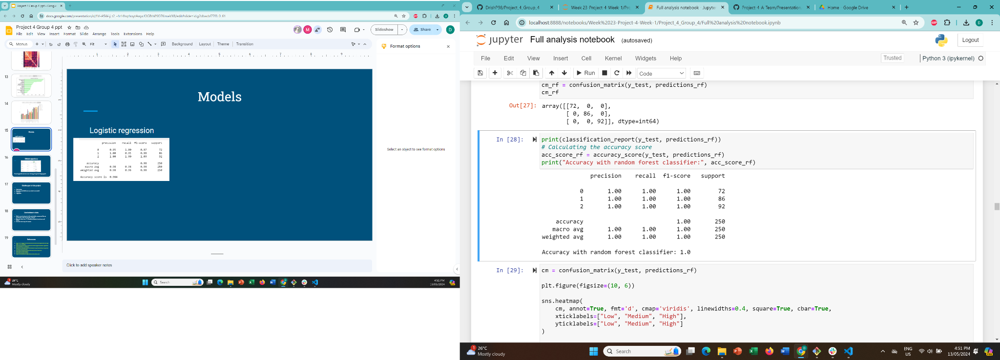 Project 4 Group 4 ppt - Google
docs.google.com/presentation/d/
Project 4 Group 4 ppt
File Edit View Insert Format Slide Arrange Tools Extensions Help
M
Slideshow
Share
D
Menus
Fit
Background Layout Theme Transition
Format options
Select an object to see format options
13
14
15
16
17
18
19
Models
Logistic regression
precision recall f1-score support
0 0.95 1.00 0.97 72
1 1.00 0.95 0.98 86
2 1.00 1.00 1.00 92
accuracy 0.98 250
macro avg 0.98 0.98 0.98 250
weighted avg 0.98 0.98 0.98 250
Accuracy score is 0.984
Click to add speaker notes
26°C
Mostly cloudy
Search
4:51 PM
13/05/2024
DrishP98/Project_4_Group_4
Week 23-Project-4-Week-1/Pro
Full analysis notebook - Jupyter
Project-4-A-Team/Presentation
Home - Google Drive
localhost:8888/notebooks/Week%2023-Project-4-Week-1/Project_4_Group_4/Full%20analysis%20notebook.ipynb
ABP
D
jupyter Full analysis notebook (autosaved)
Logout
File Edit View Insert Cell Kernel Widgets Help
Trusted
Python 3 (ipykernel)
Run
Code
cm_rf = confusion_matrix(y_test, predictions_rf)
cm_rf
Out[27]: array([[72, 0, 0],
[ 0, 86, 0],
[ 0, 0, 92]], dtype=int64)
In [28]: print(classification_report(y_test, predictions_rf))
# Calculating the accuracy score
acc_score_rf = accuracy_score(y_test, predictions_rf)
print("Accuracy with random forest classifier:", acc_score_rf)
precision recall f1-score support
0 1.00 1.00 1.00 72
1 1.00 1.00 1.00 86
2 1.00 1.00 1.00 92
accuracy 1.00 250
macro avg 1.00 1.00 1.00 250
weighted avg 1.00 1.00 1.00 250
Accuracy with random forest classifier: 1.0
In [29]: cm = confusion_matrix(y_test, predictions_rf)
plt.figure(figsize=(10, 6))
sns.heatmap(
cm, annot=True, fmt='d', cmap='viridis', linewidths=0.4, square=True, cbar=True,
xticklabels=["Low", "Medium", "High"],
yticklabels=["Low", "Medium", "High"]
)
1
26°C
Mostly cloudy
Search
ENG
US
4:51 PM
13/05/2024